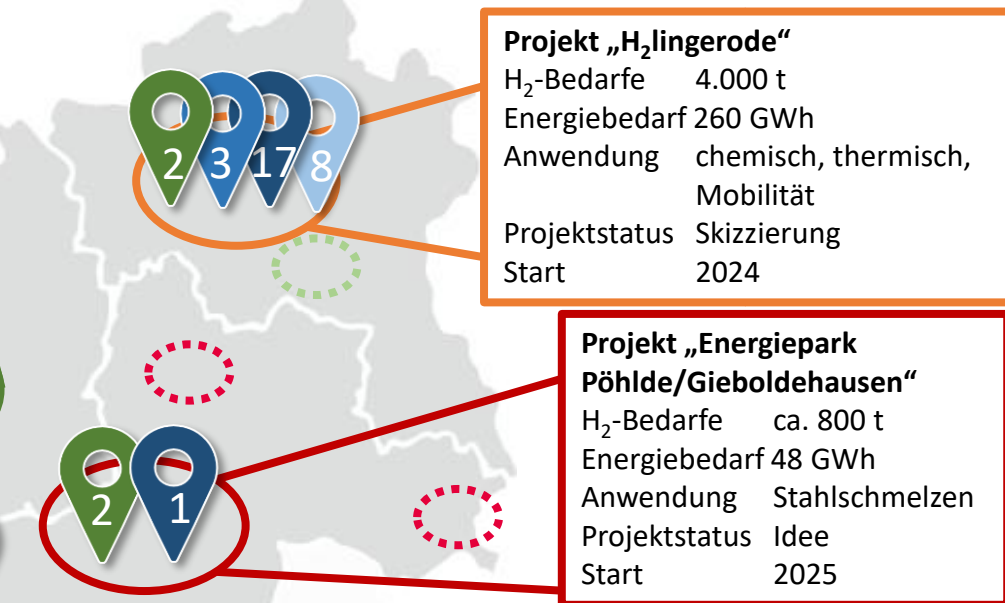 2 3 17 8
Projekt „H₂lingerode“
H₂-Bedarfe 4.000 t
Energiebedarf 260 GWh
Anwendung chemisch, thermisch,
Mobilität
Projektstatus Skizzierung
Start 2024
2 1
Projekt „Energiepark
Pöhlde/Gieboldehausen“
H₂-Bedarfe ca. 800 t
Energiebedarf 48 GWh
Anwendung Stahlschmelzen
Projektstatus Idee
Start 2025